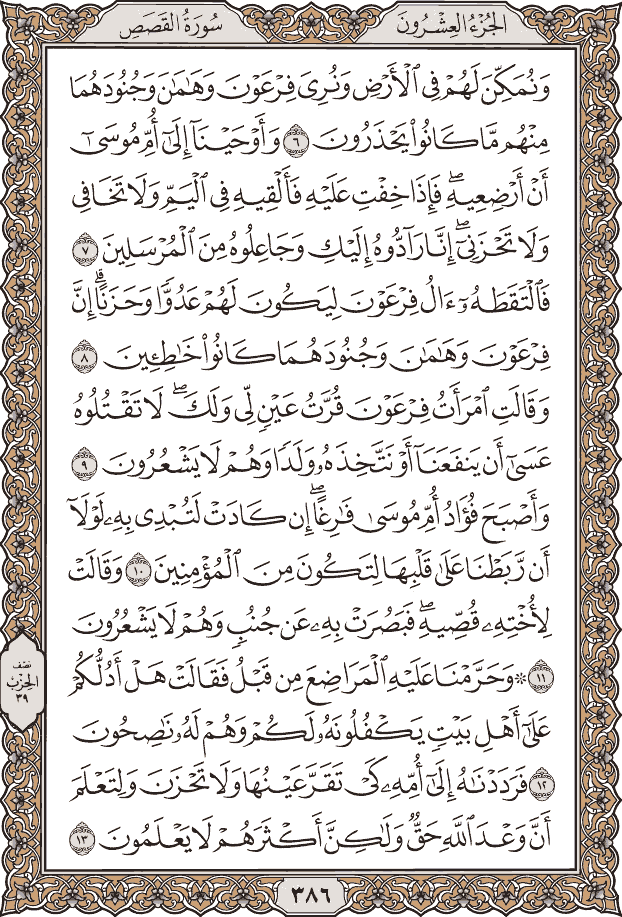 الجُزْءُ العِشْرُونَ
سُورَةُ القَصَصِ
وَنُمَكِّنَ لَهُمْ فِي ٱلْأَرْضِ وَنُرِيَ فِرْعَوْنَ وَهَٰمَٰنَ وَجُنُودَهُمَا
مِنْهُم مَّا كَانُوا۟ يَحْذَرُونَ ٦ وَأَوْحَيْنَآ إِلَىٰٓ أُمِّ مُوسَىٰٓ
أَنْ أَرْضِعِيهِ ۖ فَإِذَا خِفْتِ عَلَيْهِ فَأَلْقِيهِ فِي ٱلْيَمِّ وَلَا تَخَافِي
وَلَا تَحْزَنِيٓ ۖ إِنَّا رَآدُّوهُ إِلَيْكِ وَجَاعِلُوهُ مِنَ ٱلْمُرْسَلِينَ ٧
فَٱلْتَقَطَهُۥٓ ءَالُ فِرْعَوْنَ لِيَكُونَ لَهُمْ عَدُوًّا وَحَزَنًا ۗ إِنَّ
فِرْعَوْنَ وَهَٰمَٰنَ وَجُنُودَهُمَا كَانُوا۟ خَٰطِـِٔينَ ٨
وَقَالَتِ ٱمْرَأَتُ فِرْعَوْنَ قُرَّتُ عَيْنٍ لِّي وَلَكَ ۖ لَا تَقْتُلُوهُ
عَسَىٰٓ أَن يَنفَعَنَآ أَوْ نَتَّخِذَهُۥ وَلَدًا وَهُمْ لَا يَشْعُرُونَ ٩
وَأَصْبَحَ فُؤَادُ أُمِّ مُوسَىٰ فَٰرِغًا ۖ إِن كَادَتْ لَتُبْدِي بِهِۦ لَوْلَآ
أَن رَّبَطْنَا عَلَىٰ قَلْبِهَا لِتَكُونَ مِنَ ٱلْمُؤْمِنِينَ ١٠ وَقَالَتْ
لِأُخْتِهِۦ قُصِّيهِ ۖ فَبَصُرَتْ بِهِۦ عَن جُنُبٍ وَهُمْ لَا يَشْعُرُونَ
١١ ۞ وَحَرَّمْنَا عَلَيْهِ ٱلْمَرَاضِعَ مِن قَبْلُ فَقَالَتْ هَلْ أَدُلُّكُمْ
عَلَىٰٓ أَهْلِ بَيْتٍ يَكْفُلُونَهُۥ لَكُمْ وَهُمْ لَهُۥ نَٰصِحُونَ
١٢ فَرَدَدْنَٰهُ إِلَىٰٓ أُمِّهِۦ كَيْ تَقَرَّ عَيْنُهَا وَلَا تَحْزَنَ وَلِتَعْلَمَ
أَنَّ وَعْدَ ٱللَّهِ حَقٌّ وَلَٰكِنَّ أَكْثَرَهُمْ لَا يَعْلَمُونَ ١٣
نصف
الحزب
٣٩
٣٨٦